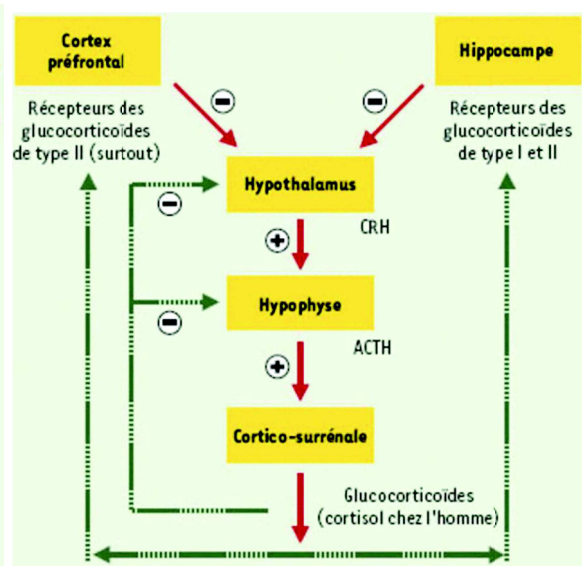 Cortex
préfrontal
Hippocampe
Récepteurs des
glucocorticoïdes
de type II (surtout)
Récepteurs des
glucocorticoïdes
de type I et II
Hypothalamus
CRH
Hypophyse
ACTH
Cortico-surrénale
Glucocorticoïdes
(cortisol chez l'homme)